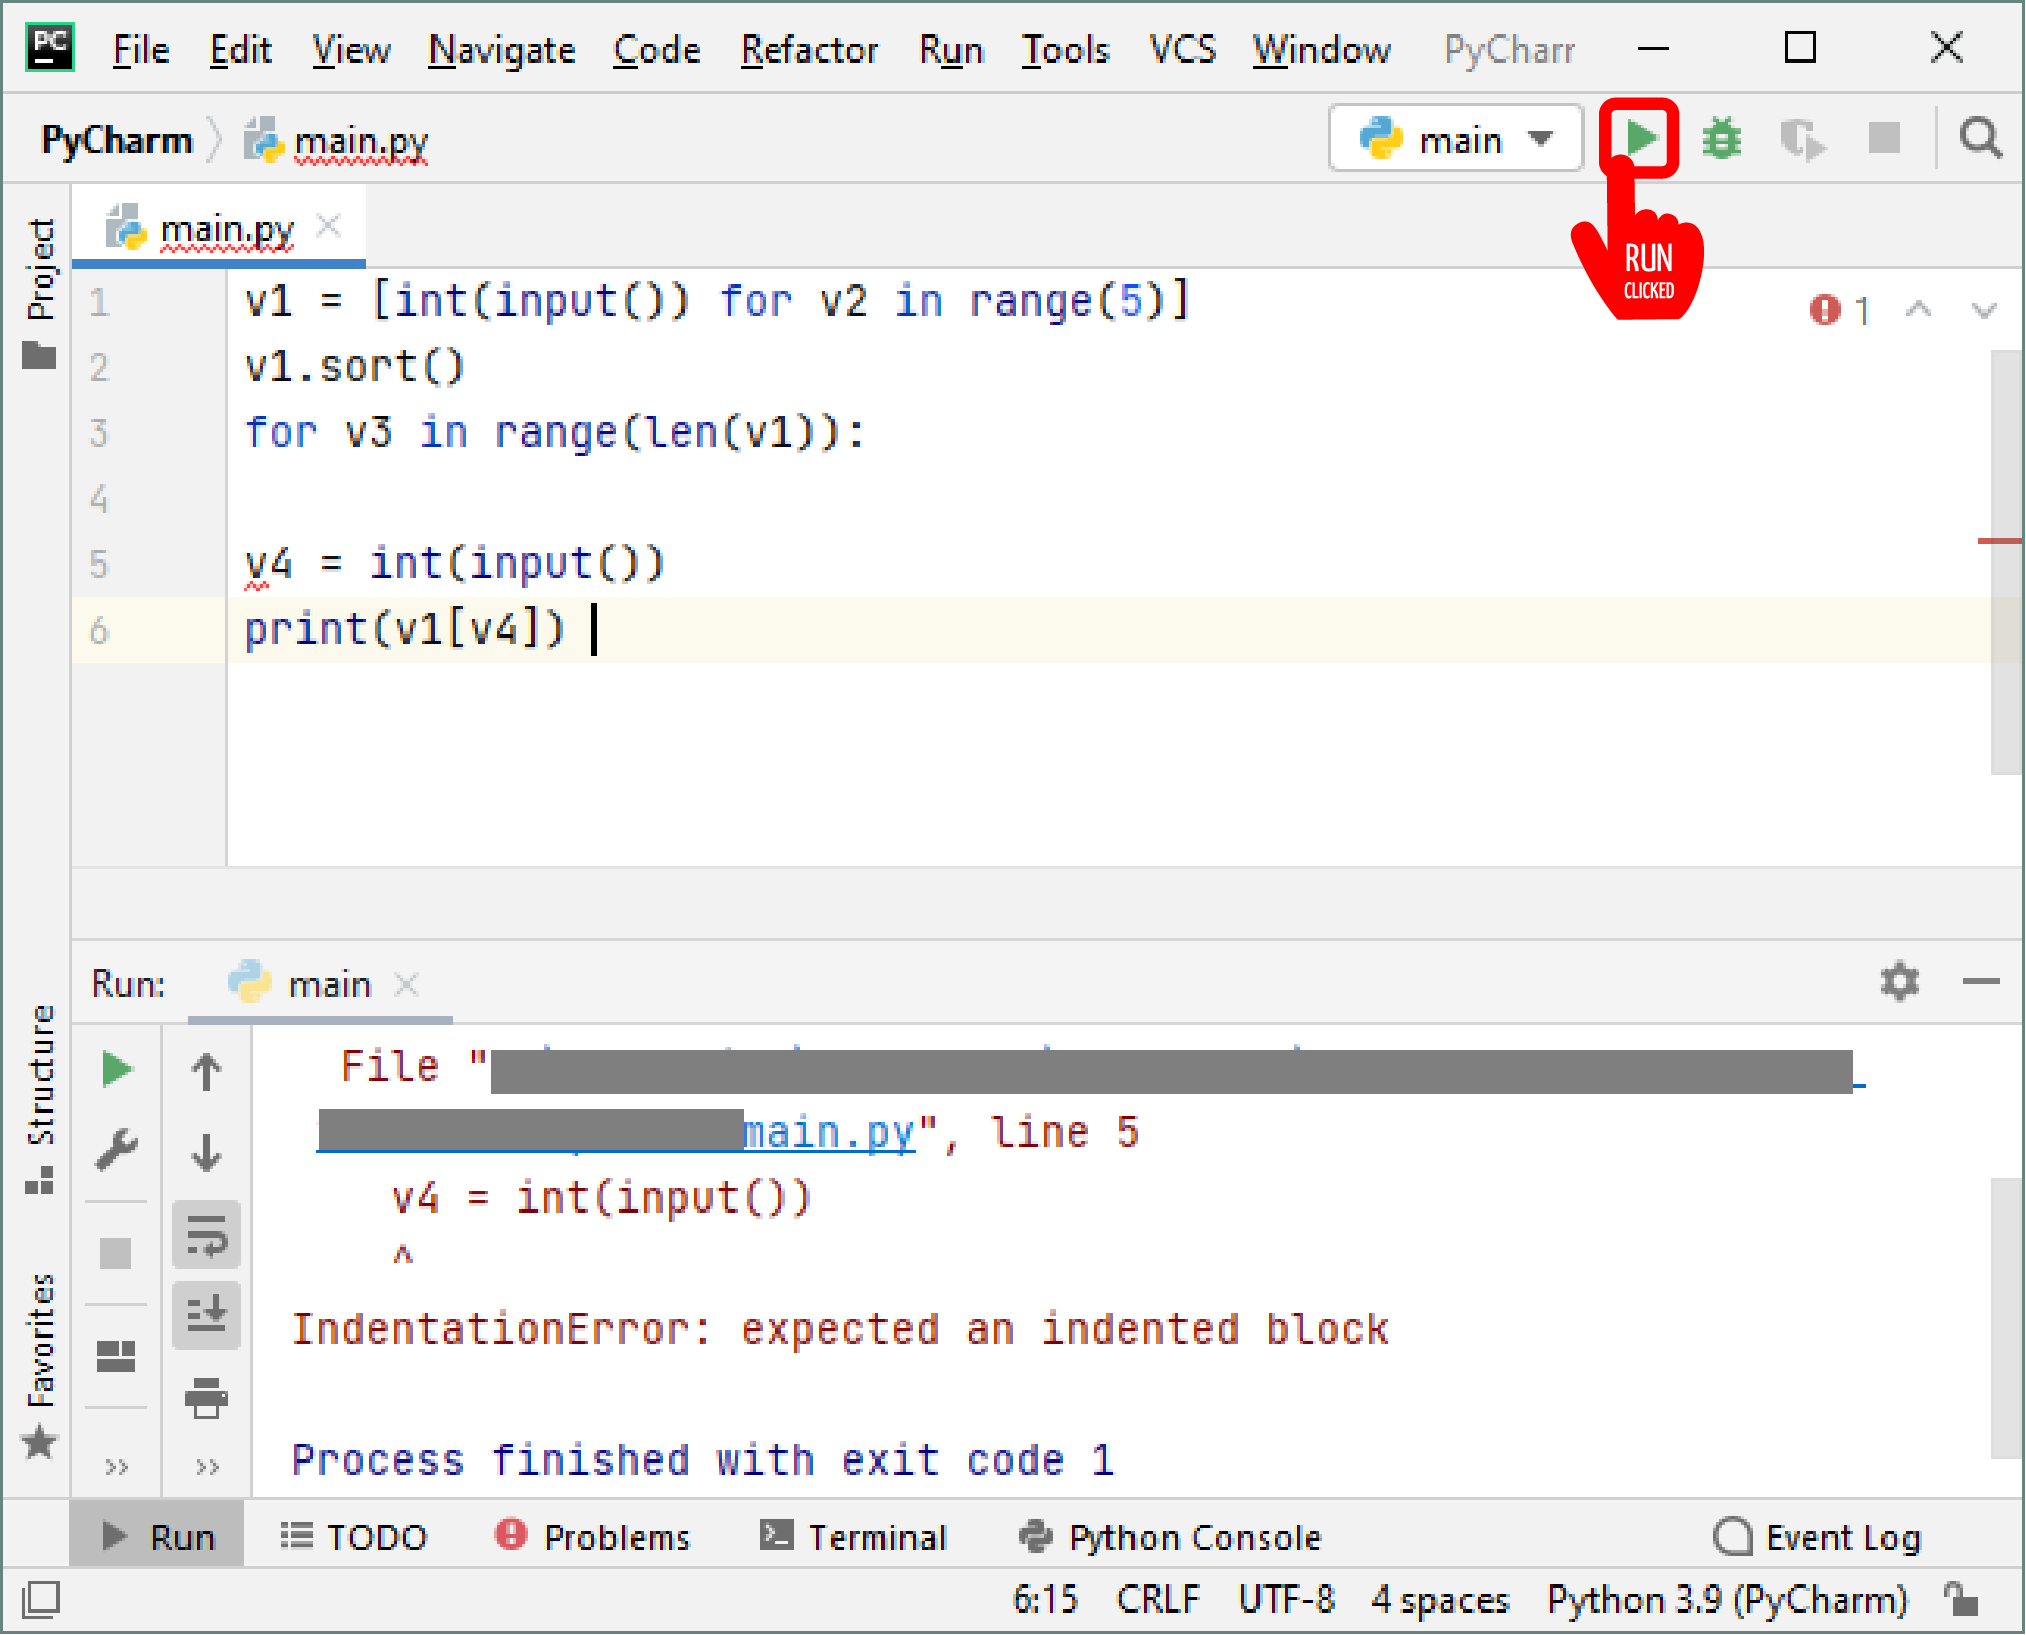 PC File Edit View Navigate Code Refactor Run Tools VCS Window PyCharr
PyCharm main.py main
RUN
CLICKED
main.py
Project
1 v1 = [int(input()) for v2 in range(5)]
1
2 v1.sort()
3 for v3 in range(len(v1)):
4
5 v4 = int(input())
6 print(v1[v4])
Run: main
Structure
Favorites
File "
main.py", line 5
v4 = int(input())
^
IndentationError: expected an indented block
Process finished with exit code 1
Run TODO Problems Terminal Python Console Event Log
6:15 CRLF UTF-8 4 spaces Python 3.9 (PyCharm)